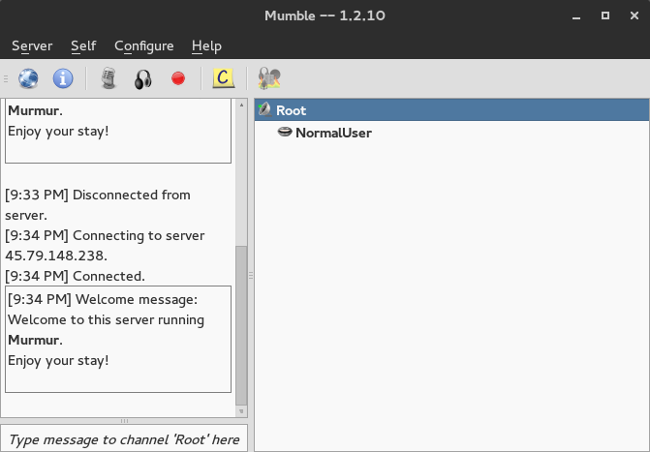 Mumble -- 1.2.10
Server Self Configure Help
C
Murmur.
Enjoy your stay!
[9:33 PM] Disconnected from
server.
[9:34 PM] Connecting to server
45.79.148.238.
[9:34 PM] Connected.
[9:34 PM] Welcome message:
Welcome to this server running
Murmur.
Enjoy your stay!
Type message to channel 'Root' here
Root
NormalUser